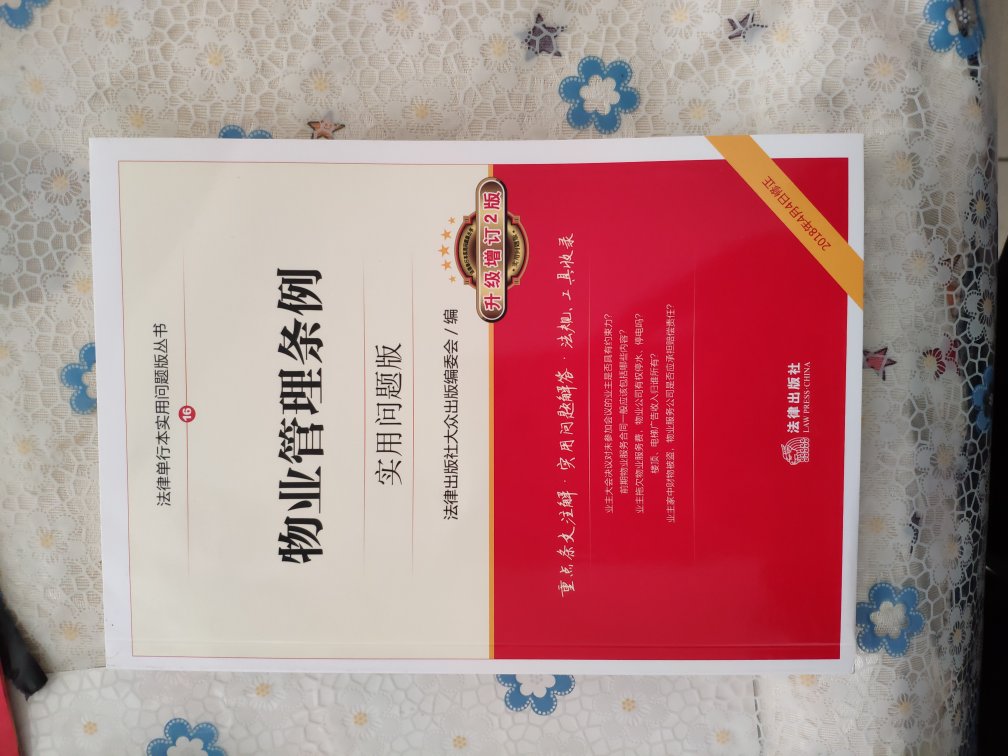 法律单行本实用问题版丛书
16
物业管理条例
实用问题版
法律出版社大众出版编委会/编
升级增订2版
重点条文注解·实用问题解答·法规、工具收录
业主大会决议对未参加会议的业主是否具有约束力?
前期物业服务合同一般应该包括哪些内容?
业主拖欠物业服务费,物业公司有权停水、停电吗?
楼顶、电梯广告收入归谁所有?
业主家中财物被盗,物业服务公司是否应承担赔偿责任?
法律出版社
LAW PRESS·CHINA
2018年4月4日修正